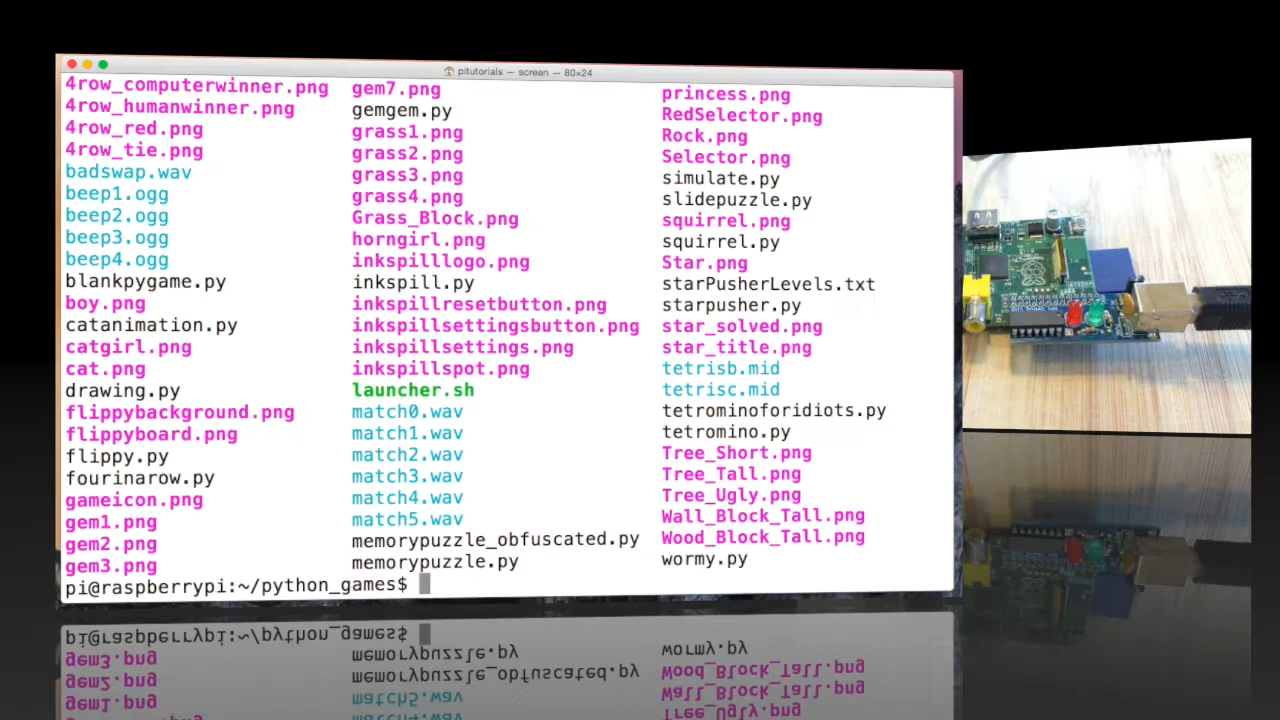 pitutorials — screen — 80×24
4row_computerwinner.png gem7.png princess.png
4row_humanwinner.png gemgem.py RedSelector.png
4row_red.png grass1.png Rock.png
4row_tie.png grass2.png Selector.png
badswap.wav grass3.png simulate.py
beep1.ogg grass4.png slidepuzzle.py
beep2.ogg Grass_Block.png squirrel.png
beep3.ogg horngirl.png squirrel.py
beep4.ogg inkspilllogo.png Star.png
blankpygame.py inkspill.py starPusherLevels.txt
boy.png inkspillresetbutton.png starpusher.py
catanimation.py inkspillsettingsbutton.png star_solved.png
catgirl.png inkspillsettings.png star_title.png
cat.png inkspillspot.png tetrisb.mid
drawing.py launcher.sh tetrisc.mid
flippybackground.png match0.wav tetrominoforidiots.py
flippyboard.png match1.wav tetromino.py
flippy.py match2.wav Tree_Short.png
fourinarow.py match3.wav Tree_Tall.png
gameicon.png match4.wav Tree_Ugly.png
gem1.png match5.wav Wall_Block_Tall.png
gem2.png memorypuzzle_obfuscated.py Wood_Block_Tall.png
gem3.png memorypuzzle.py wormy.py
pi@raspberrypi:~/python_games$